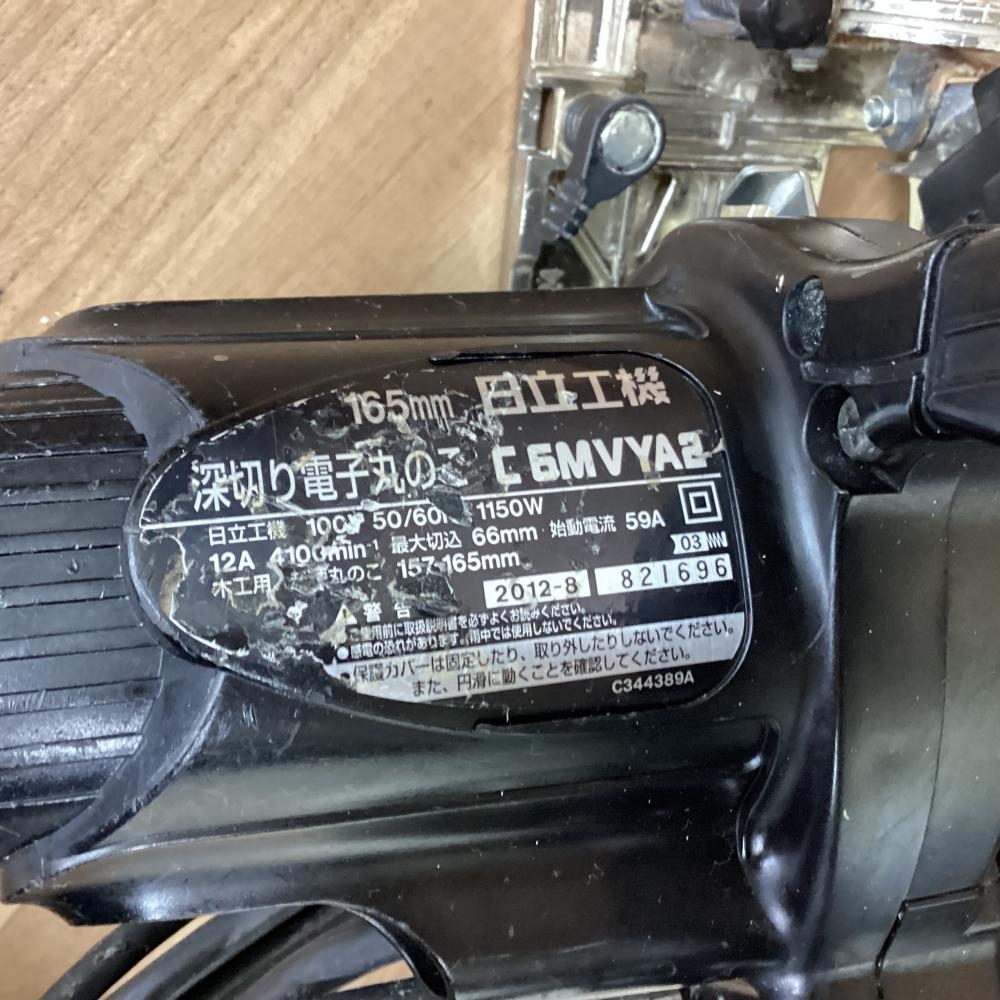 165mm 日立工機
深切り電子丸のこ C 6MVYA2
日立工機 100V 50/60 1150W
12A 4100min⁻¹ 最大切込 66mm 始動電流 59A
木工用 丸のこ 157-165mm 03
2012-8 821696
警告
ご使用前に取扱説明書を必ずよくお読みください。
●感電の恐れがあります。雨中では使用しないでください。
●保護カバーは固定したり、取り外したりしないでください。
また、円滑に動くことを確認してください。
C344389A